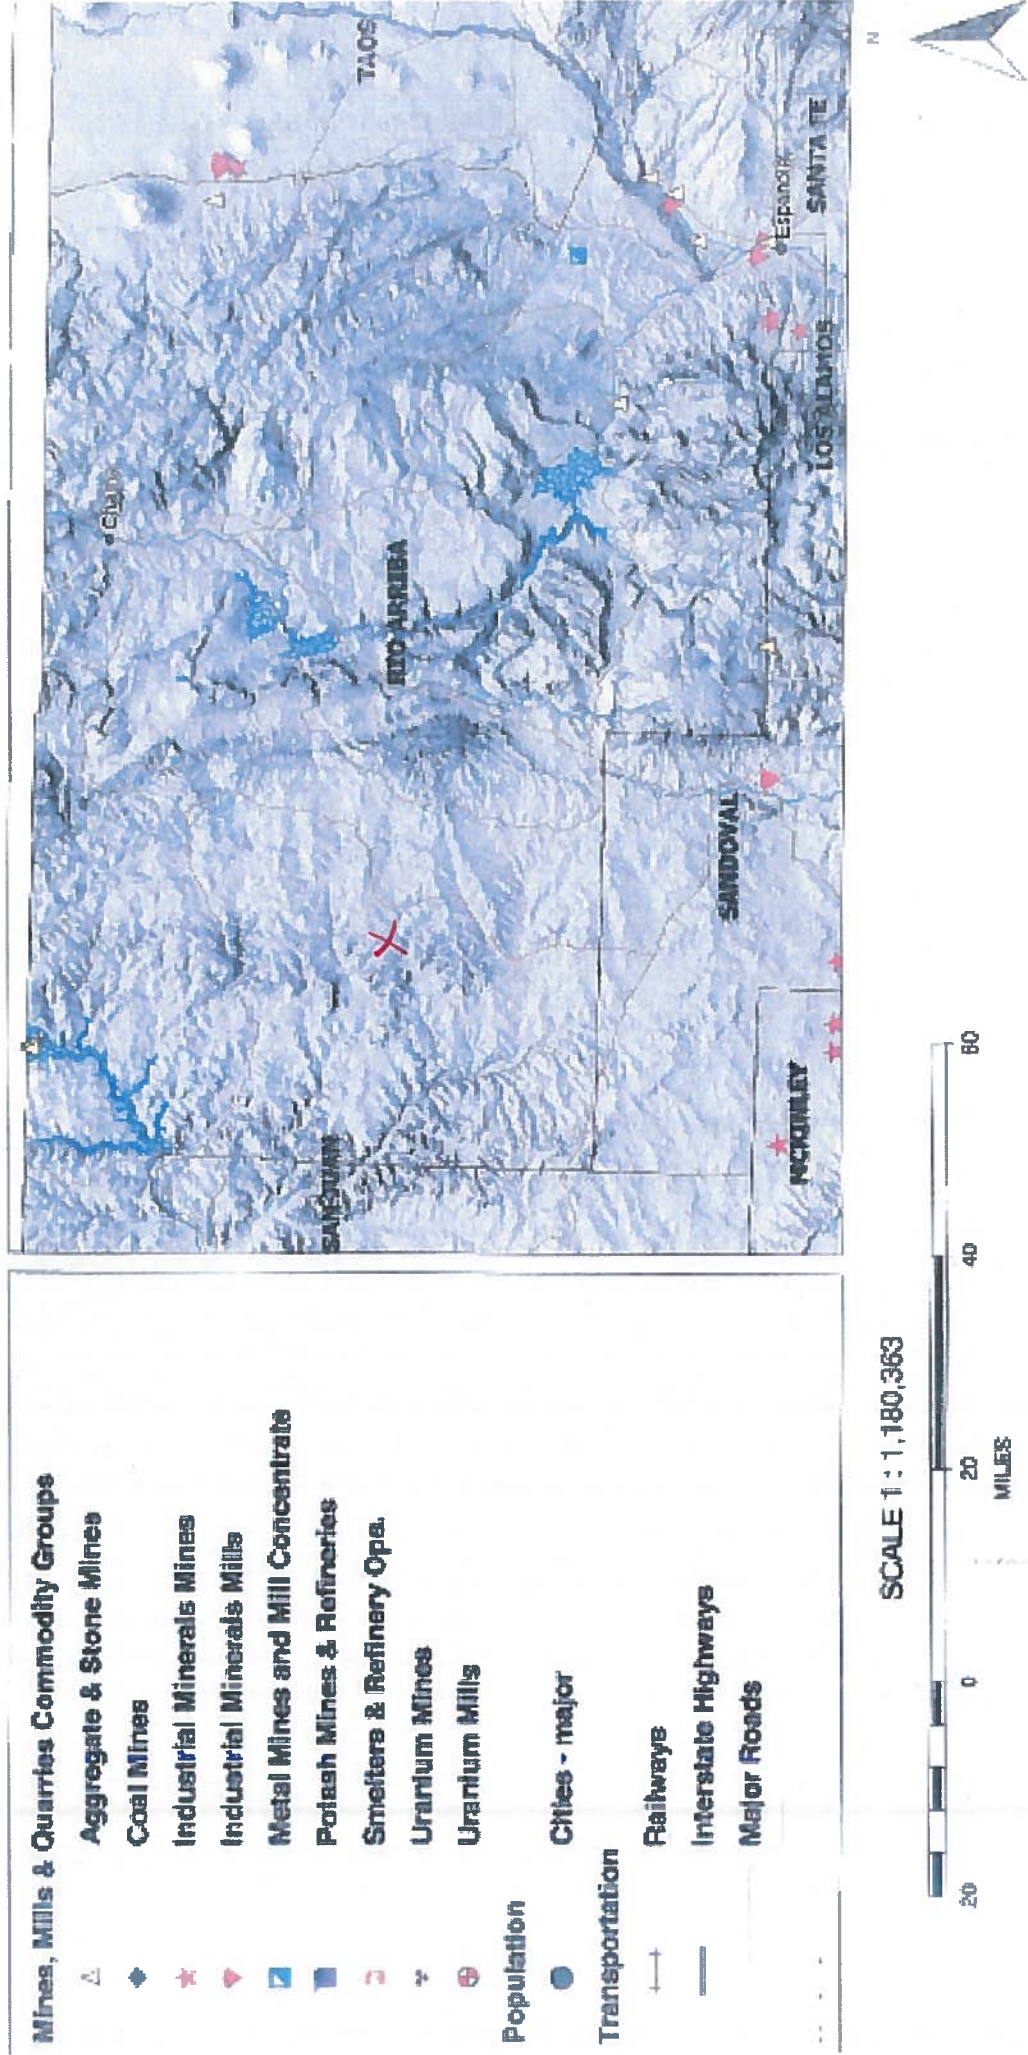 Mines, Mills & Quarries Commodity Groups
Aggregate & Stone Mines
Coal Mines
Industrial Minerals Mines
Industrial Minerals Mills
Metal Mines and Mill Concentrate
Potash Mines & Refineries
Smelters & Refinery Ops.
Uranium Mines
Uranium Mills
Population
Cities - major
Transportation
Railways
Interstate Highways
Major Roads
TAOS
RIO ARRIBA
SAN JUAN
Española
SANTA FE
LOS ALAMOS
SANDOVAL
MCKINLEY
SCALE 1 : 1,180,363
20 0 20 40 60
MILES
N